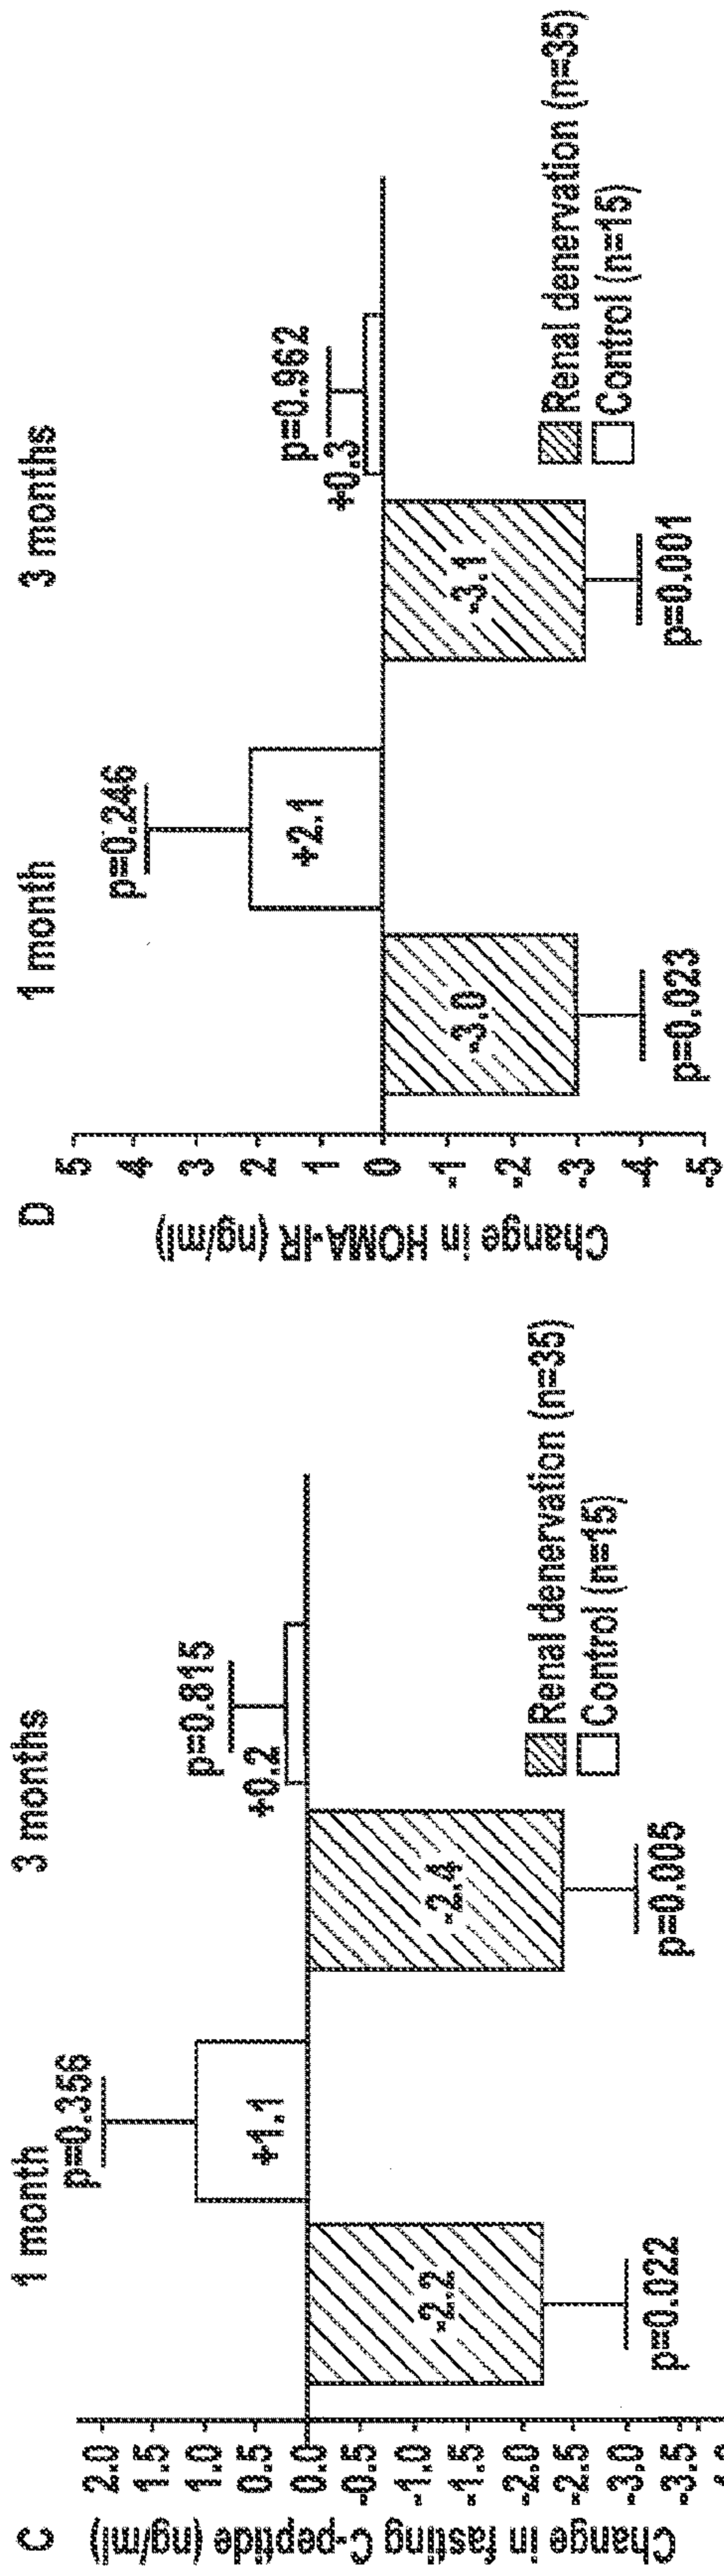 C
Change in fasting C-peptide (ng/ml)
2.0
1.5
1.0
0.5
0.0
-0.5
-1.0
-1.5
-2.0
-2.5
-3.0
-3.5
1 month
3 months
p=0.356
+1.1
-2.2
p=0.022
p=0.815
+0.2
-2.4
p=0.005
Renal denervation (n=35)
Control (n=15)
D
Change in HOMA-IR (ng/ml)
5
4
3
2
1
0
-1
-2
-3
-4
-5
1 month
3 months
p=0.246
+2.1
-3.0
p=0.023
p=0.962
+0.3
-3.1
p=0.001
Renal denervation (n=35)
Control (n=15)